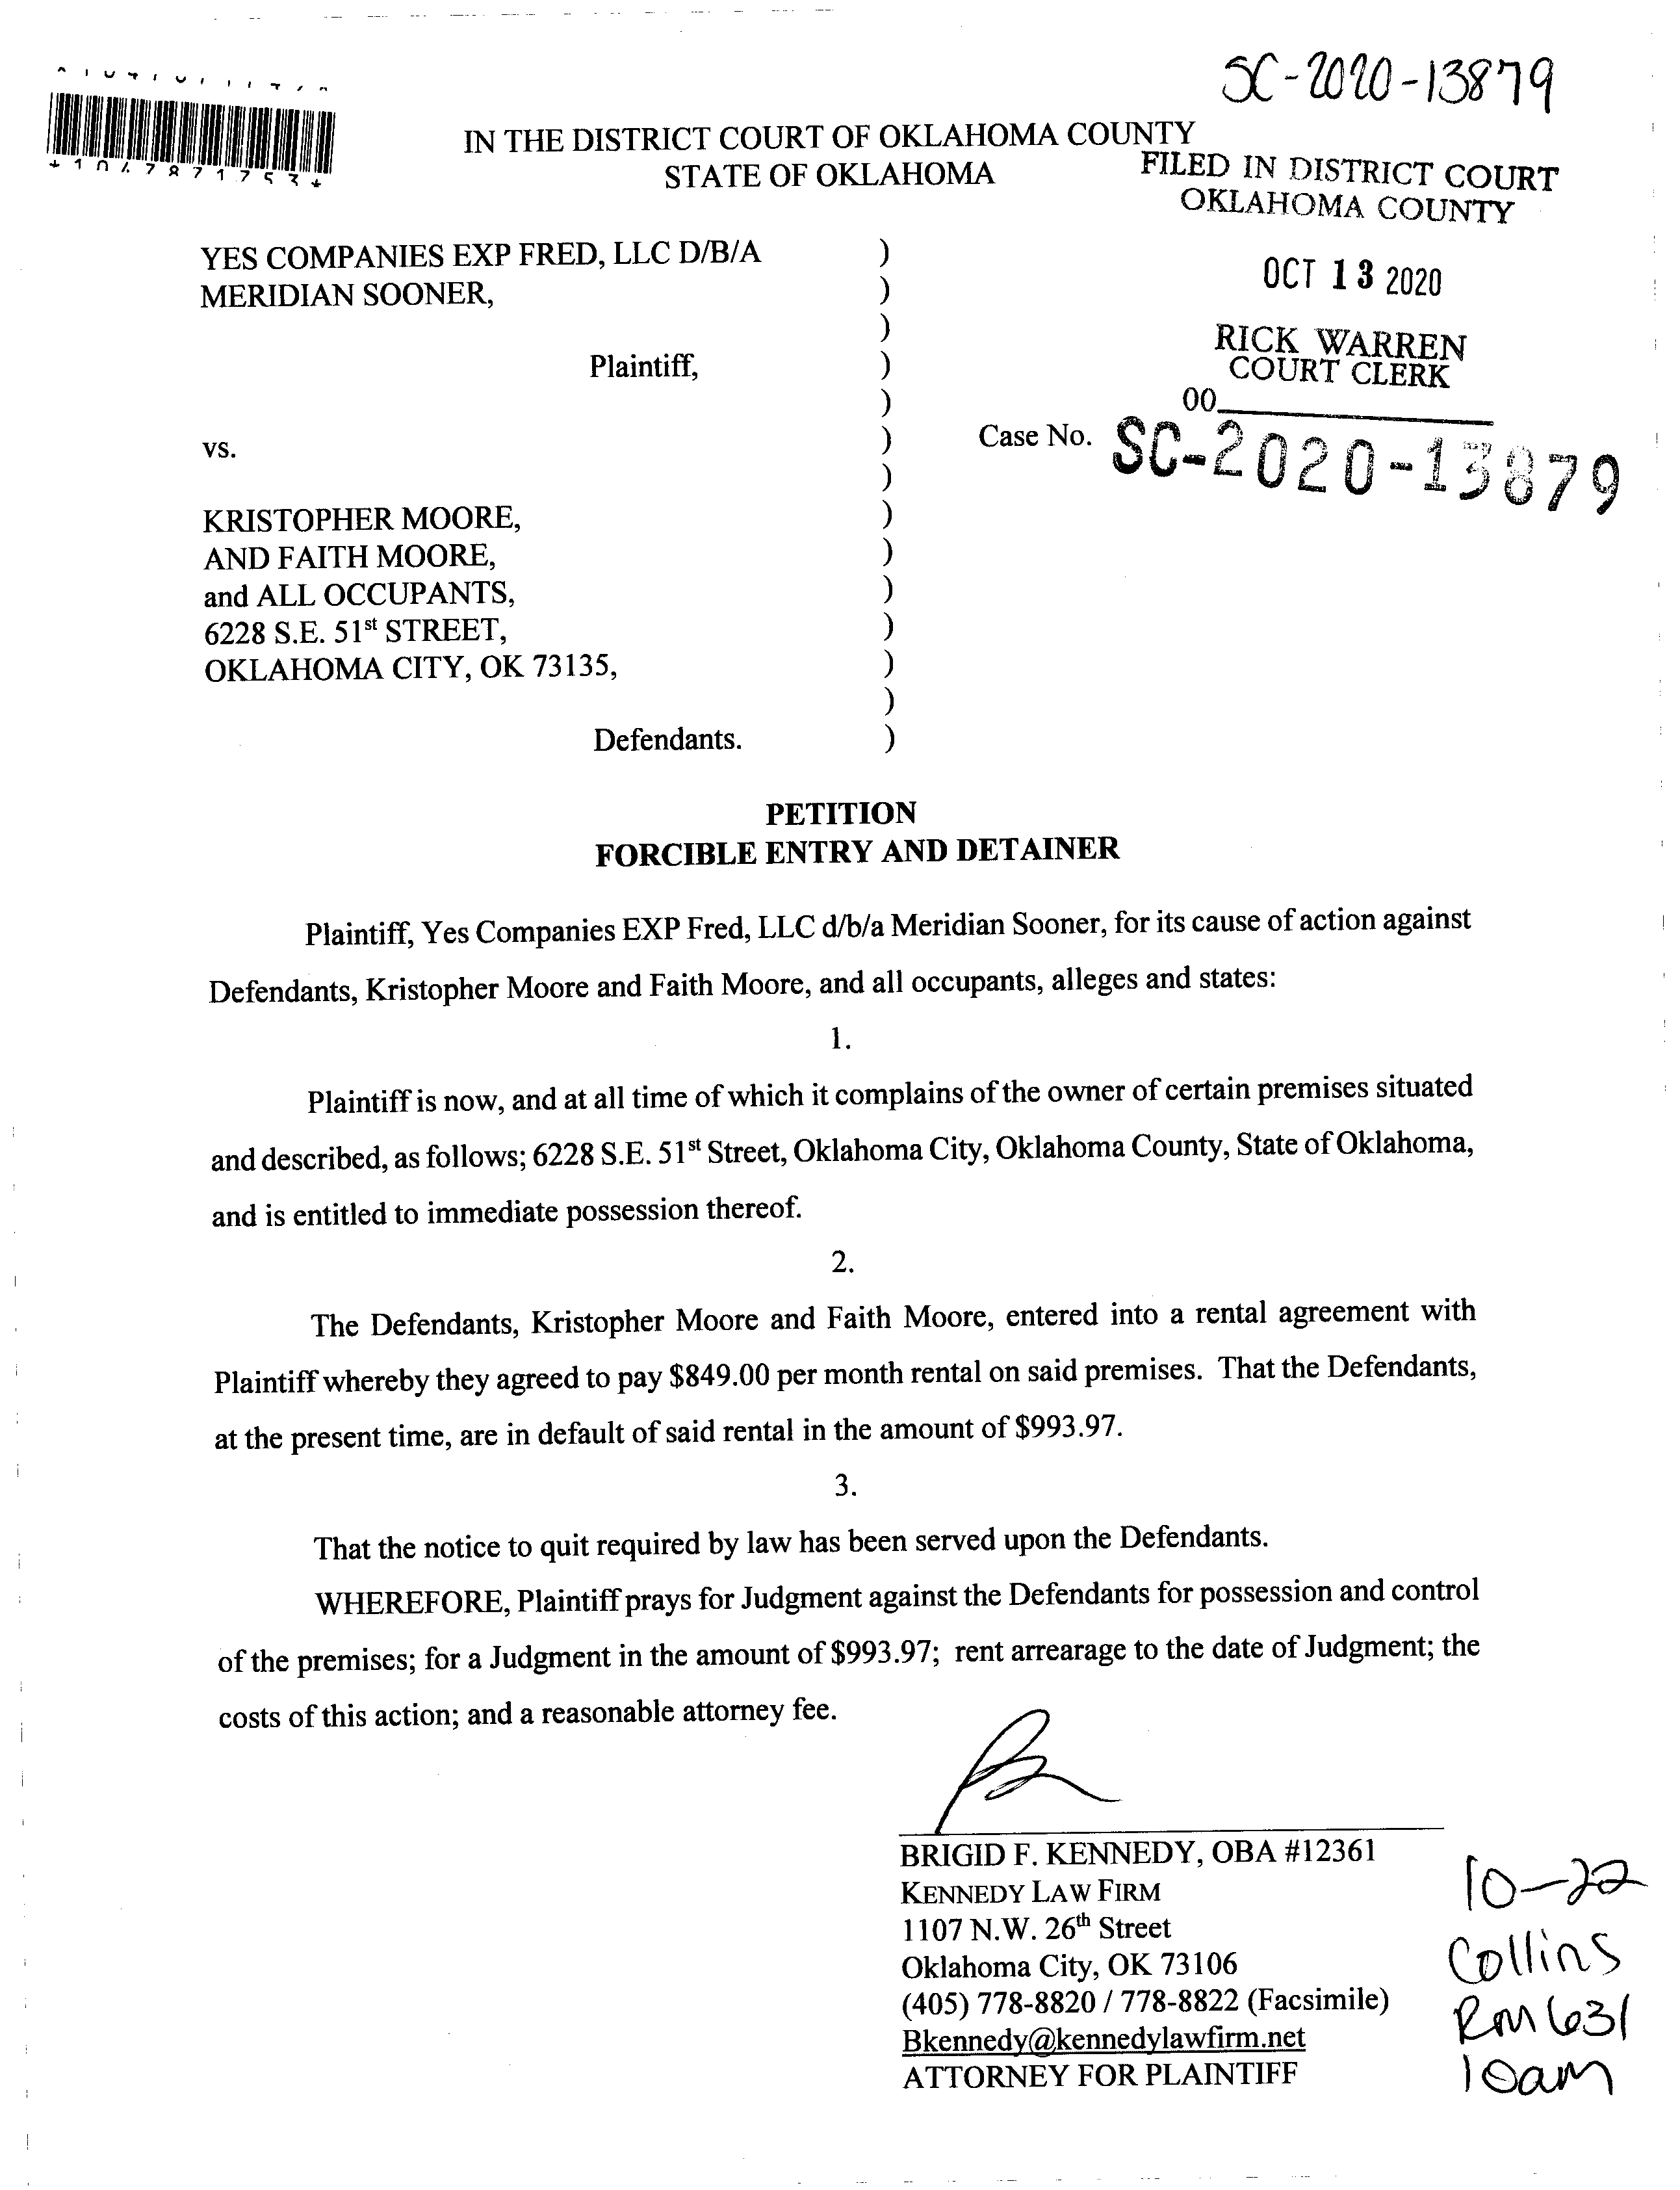 SC-2020-13879
*1047871753*
IN THE DISTRICT COURT OF OKLAHOMA COUNTY
STATE OF OKLAHOMA
FILED IN DISTRICT COURT
OKLAHOMA COUNTY
OCT 13 2020
RICK WARREN
COURT CLERK
00
YES COMPANIES EXP FRED, LLC D/B/A )
MERIDIAN SOONER, )
)
Plaintiff, )
)
vs. ) Case No. SC-2020-13879
)
KRISTOPHER MOORE, )
AND FAITH MOORE, )
and ALL OCCUPANTS, )
6228 S.E. 51st STREET, )
OKLAHOMA CITY, OK 73135, )
)
Defendants. )
PETITION
FORCIBLE ENTRY AND DETAINER
Plaintiff, Yes Companies EXP Fred, LLC d/b/a Meridian Sooner, for its cause of action against
Defendants, Kristopher Moore and Faith Moore, and all occupants, alleges and states:
1.
Plaintiff is now, and at all time of which it complains of the owner of certain premises situated
and described, as follows; 6228 S.E. 51st Street, Oklahoma City, Oklahoma County, State of Oklahoma,
and is entitled to immediate possession thereof.
2.
The Defendants, Kristopher Moore and Faith Moore, entered into a rental agreement with
Plaintiff whereby they agreed to pay $849.00 per month rental on said premises. That the Defendants,
at the present time, are in default of said rental in the amount of $993.97.
3.
That the notice to quit required by law has been served upon the Defendants.
WHEREFORE, Plaintiff prays for Judgment against the Defendants for possession and control
of the premises; for a Judgment in the amount of $993.97; rent arrearage to the date of Judgment; the
costs of this action; and a reasonable attorney fee.
BRIGID F. KENNEDY, OBA #12361
KENNEDY LAW FIRM
1107 N.W. 26th Street
Oklahoma City, OK 73106
(405) 778-8820 / 778-8822 (Facsimile)
Bkennedy@kennedylawfirm.net
ATTORNEY FOR PLAINTIFF
10-22
Collins
RM 631
10am